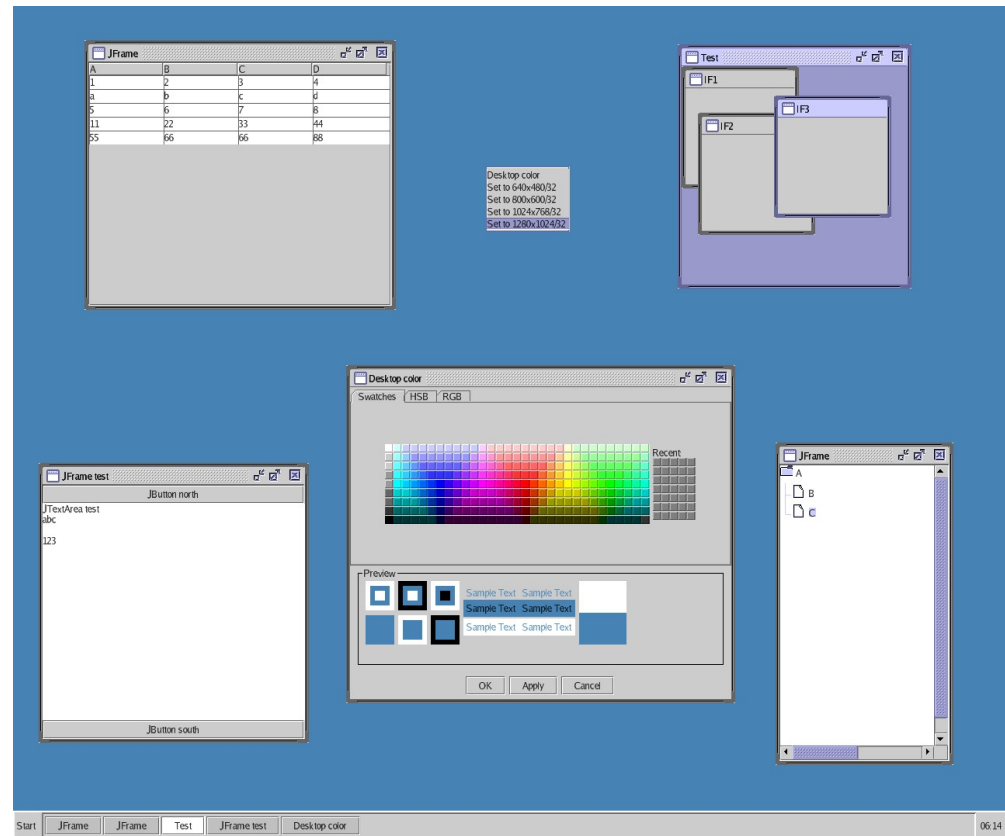 JFrame
A B C D
1 2 3 4
a b c d
5 6 7 8
11 22 33 44
55 66 66 88
Test
IF1
IF2
IF3
Desktop color
Set to 640x480/32
Set to 800x600/32
Set to 1024x768/32
Set to 1280x1024/32
Desktop color
Swatches HSB RGB
Recent
Preview
Sample Text Sample Text
Sample Text Sample Text
Sample Text Sample Text
OK Apply Cancel
JFrame test
JButton north
JTextArea test
abc
123
JButton south
JFrame
A
B
C
Start JFrame JFrame Test JFrame test Desktop color 06:14